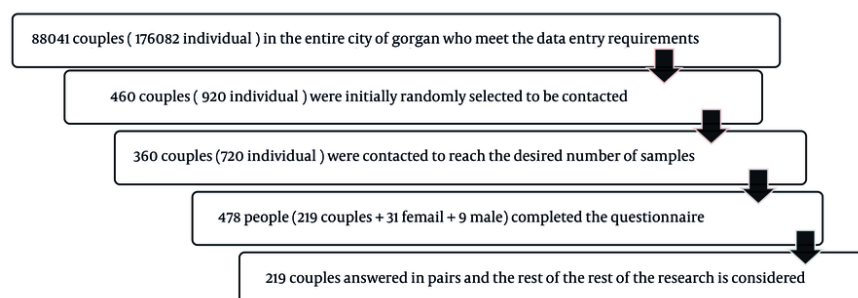 88041 couples ( 176082 individual ) in the entire city of gorgan who meet the data entry requirements
460 couples ( 920 individual ) were initially randomly selected to be contacted
360 couples (720 individual ) were contacted to reach the desired number of samples
478 people (219 couples + 31 femail + 9 male) completed the questionnaire
219 couples answered in pairs and the rest of the rest of the research is considered